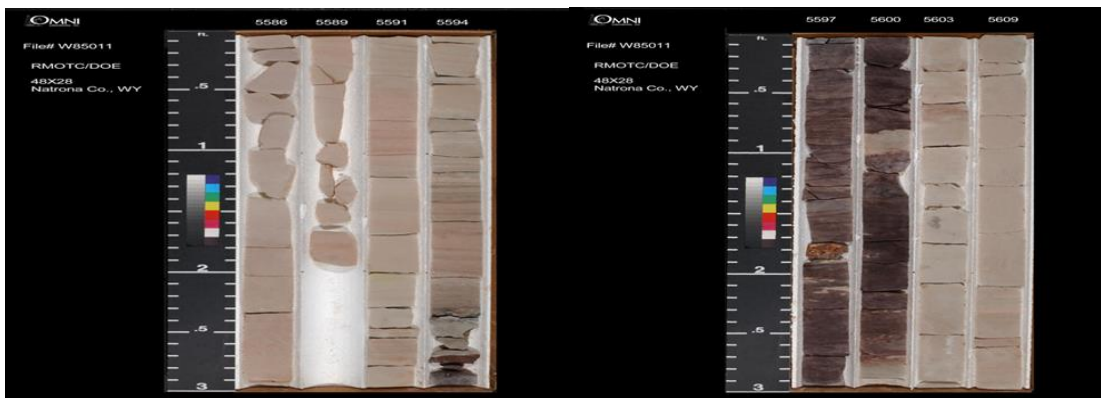 OMNI
5586 5589 5591 5594
File# W85011
RMOTC/DOE
48X28
Natrona Co., WY
ft.
.5
1
2
.5
3
OMNI
5597 5600 5603 5609
File# W85011
RMOTC/DOE
48X28
Natrona Co., WY
ft.
.5
1
2
.5
3